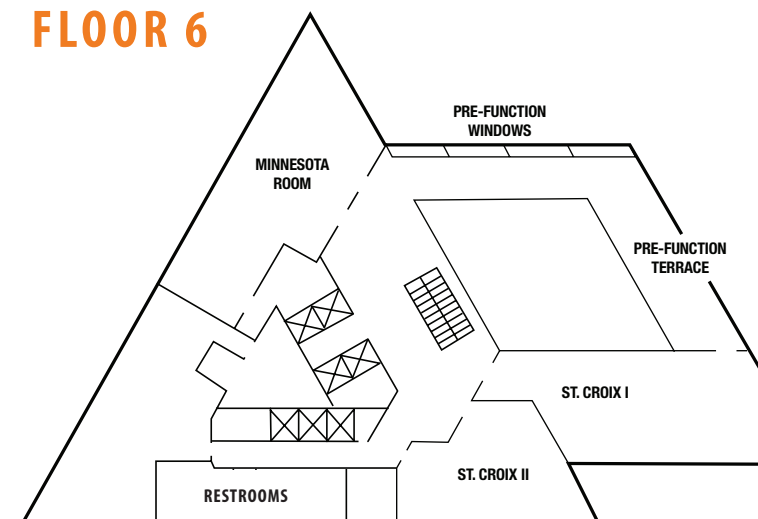 FLOOR 6
PRE-FUNCTION
WINDOWS
MINNESOTA
ROOM
PRE-FUNCTION
TERRACE
ST. CROIX I
ST. CROIX II
RESTROOMS